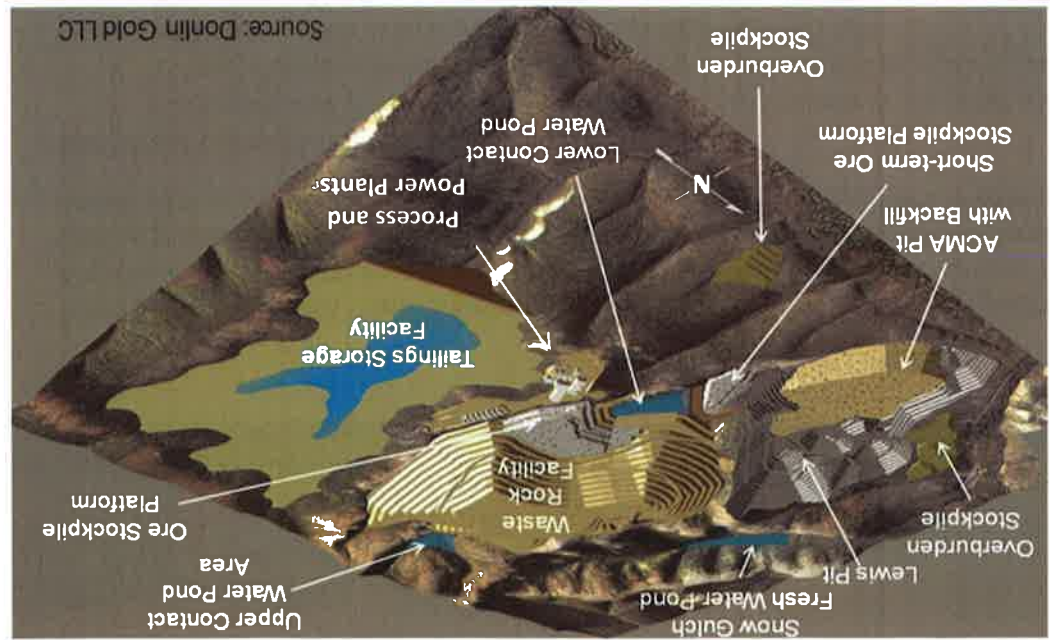 Snow Gulch
Fresh Water Pond
Upper Contact
Water Pond
Area
Lewis Pit
Overburden
Stockpile
Ore Stockpile
Platform
Waste
Rock
Facility
Tailings Storage
Facility
ACMA Pit
with Backfill
Process and
Power Plants
Short-term Ore
Stockpile Platform
N
Lower Contact
Water Pond
Overburden
Stockpile
Source: Donlin Gold LLC